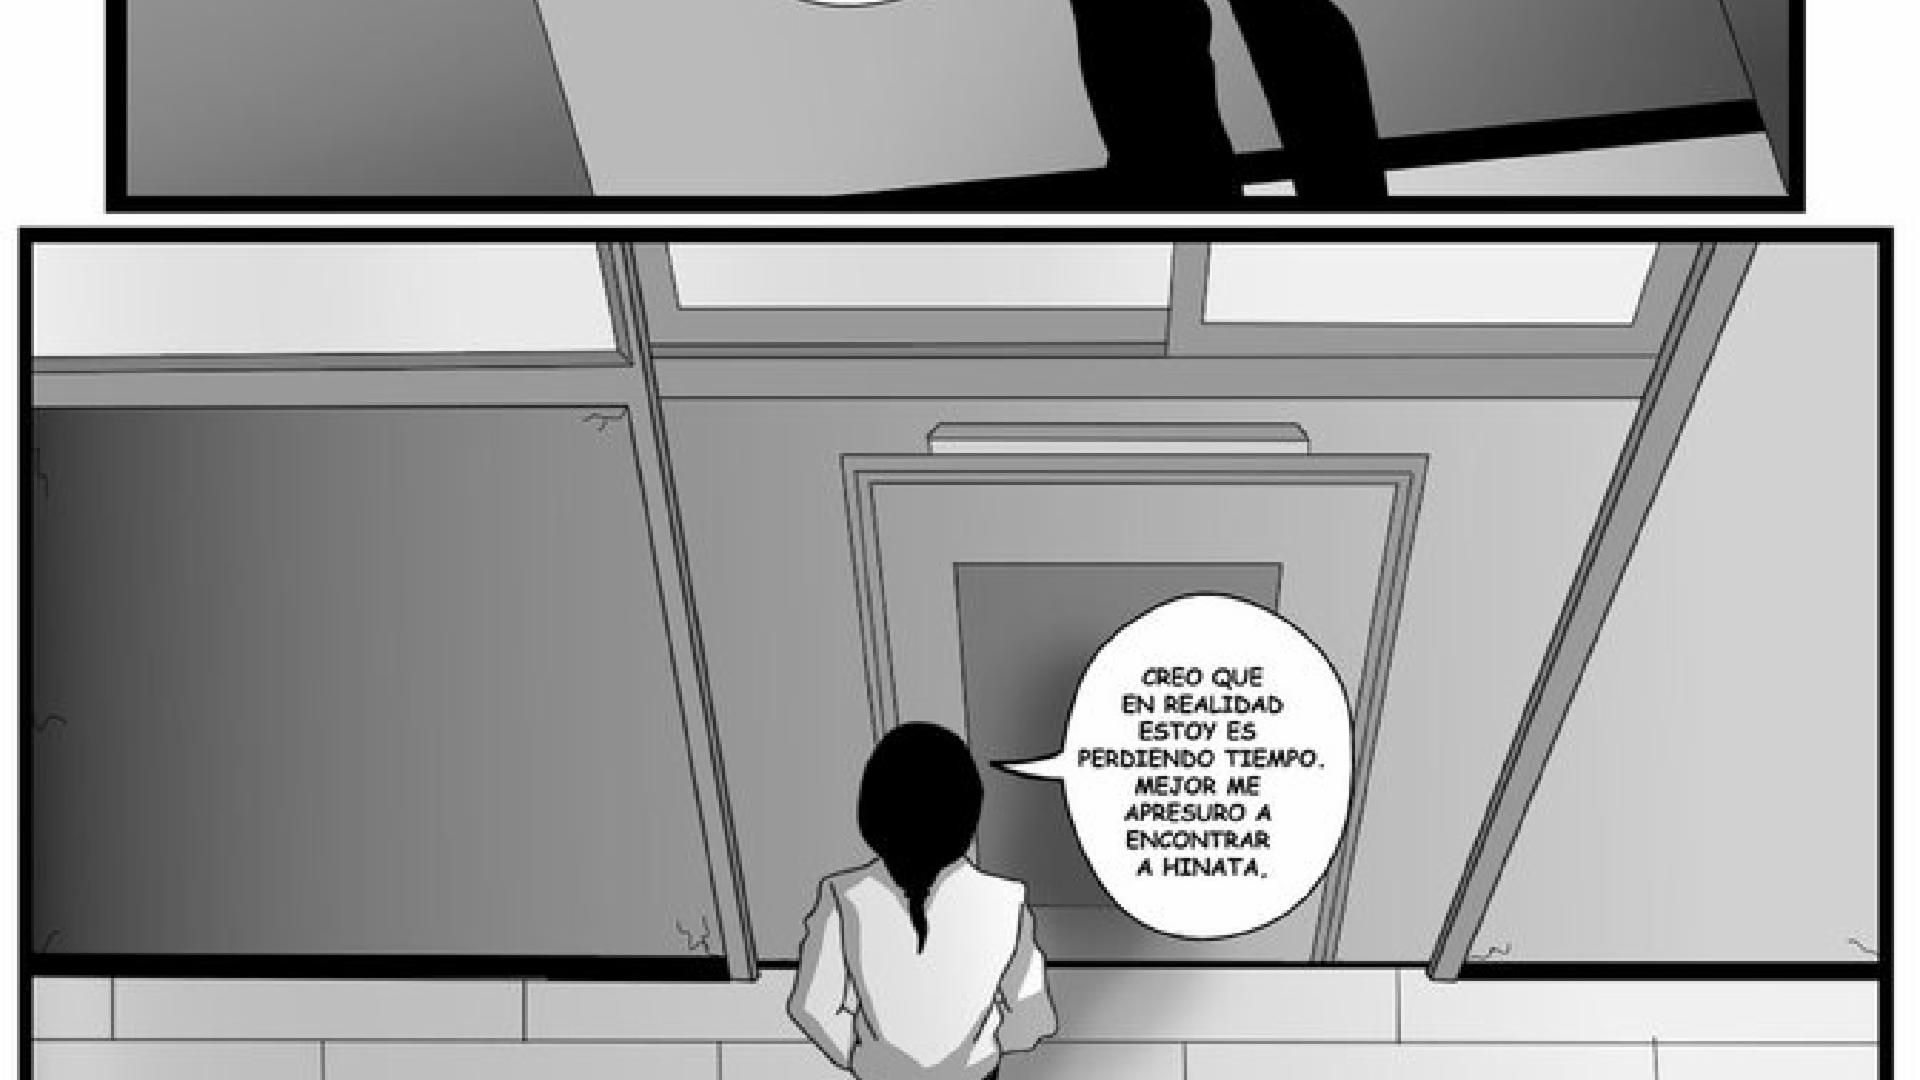 CREO QUE
EN REALIDAD
ESTOY ES
PERDIENDO TIEMPO.
MEJOR ME
APRESURO A
ENCONTRAR
A HINATA.